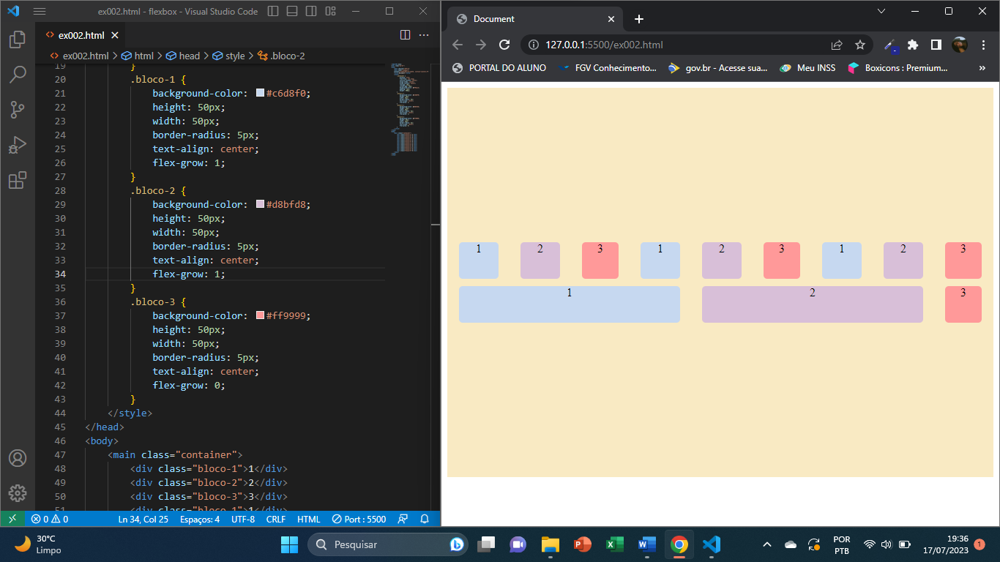 ex002.html - flexbox - Visual Studio Code
ex002.html
ex002.html > html > head > style > .bloco-2
19 }
20 .bloco-1 {
21 background-color: #c6d8f0;
22 height: 50px;
23 width: 50px;
24 border-radius: 5px;
25 text-align: center;
26 flex-grow: 1;
27 }
28 .bloco-2 {
29 background-color: #d8bfd8;
30 height: 50px;
31 width: 50px;
32 border-radius: 5px;
33 text-align: center;
34 flex-grow: 1;
35 }
36 .bloco-3 {
37 background-color: #ff9999;
38 height: 50px;
39 width: 50px;
40 border-radius: 5px;
41 text-align: center;
42 flex-grow: 0;
43 }
44 </style>
45 </head>
46 <body>
47 <main class="container">
48 <div class="bloco-1">1</div>
49 <div class="bloco-2">2</div>
50 <div class="bloco-3">3</div>
51 <div class="bloco-1">1</div>
0 0 Ln 34, Col 25 Espaços: 4 UTF-8 CRLF HTML Port : 5500
Document
127.0.0.1:5500/ex002.html
PORTAL DO ALUNO FGV Conhecimento... gov.br - Acesse sua... Meu INSS Boxicons : Premium... »
1 2 3 1 2 3 1 2 3
1 2 3
30°C
Limpo
Pesquisar
POR
PTB
19:36
17/07/2023
1